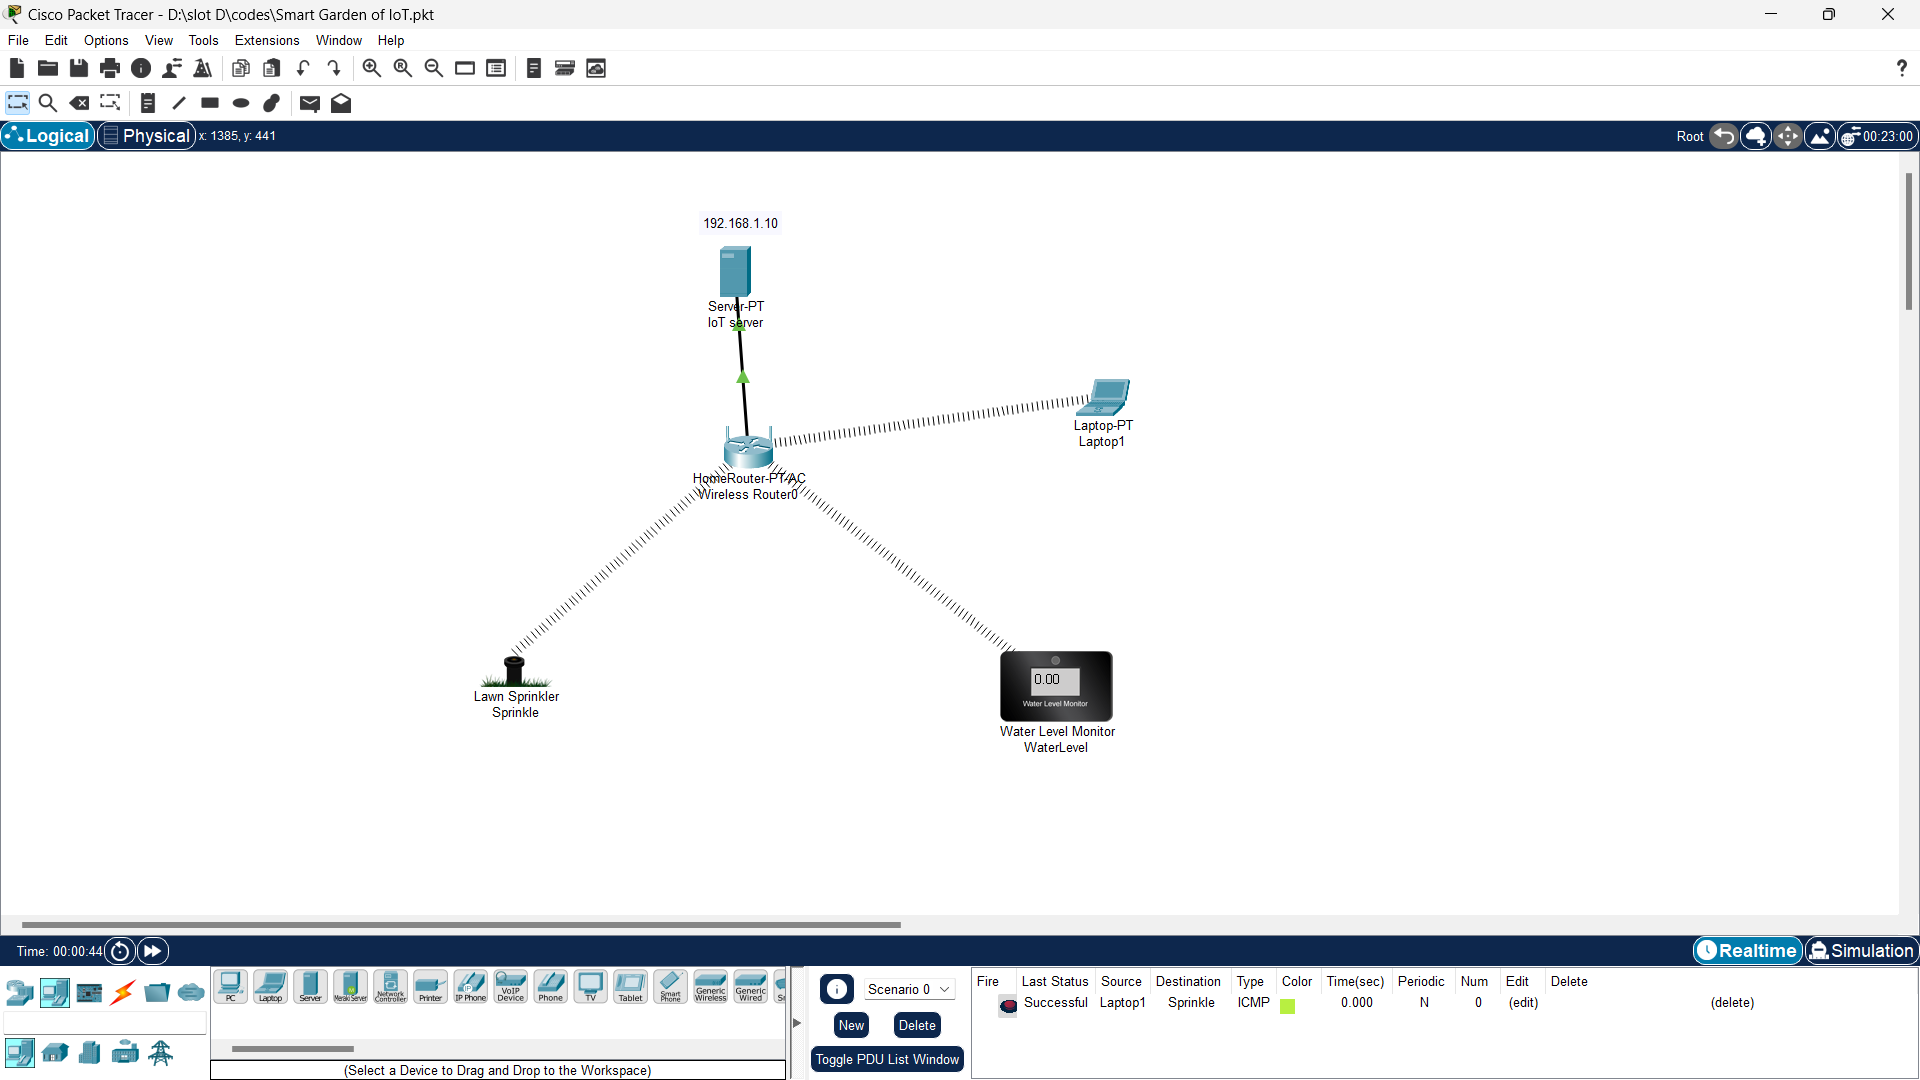 Cisco Packet Tracer - D:\slot D\codes\Smart Garden of IoT.pkt
File Edit Options View Tools Extensions Window Help
?
Logical Physical x: 1385, y: 441 Root 00:23:00
192.168.1.10
Server-PT
IoT server
Laptop-PT
Laptop1
HomeRouter-PT-AC
Wireless Router0
Lawn Sprinkler
Sprinkle
0.00
Water Level Monitor
Water Level Monitor
WaterLevel
Time: 00:00:44 Realtime Simulation
PC Laptop Server Meraki Server Network Controller Printer IP Phone VoIP Device Phone TV Tablet Smart Phone Generic Wireless Generic Wired
(Select a Device to Drag and Drop to the Workspace)
Scenario 0
New Delete
Toggle PDU List Window
Fire Last Status Source Destination Type Color Time(sec) Periodic Num Edit Delete
Successful Laptop1 Sprinkle ICMP 0.000 N 0 (edit) (delete)